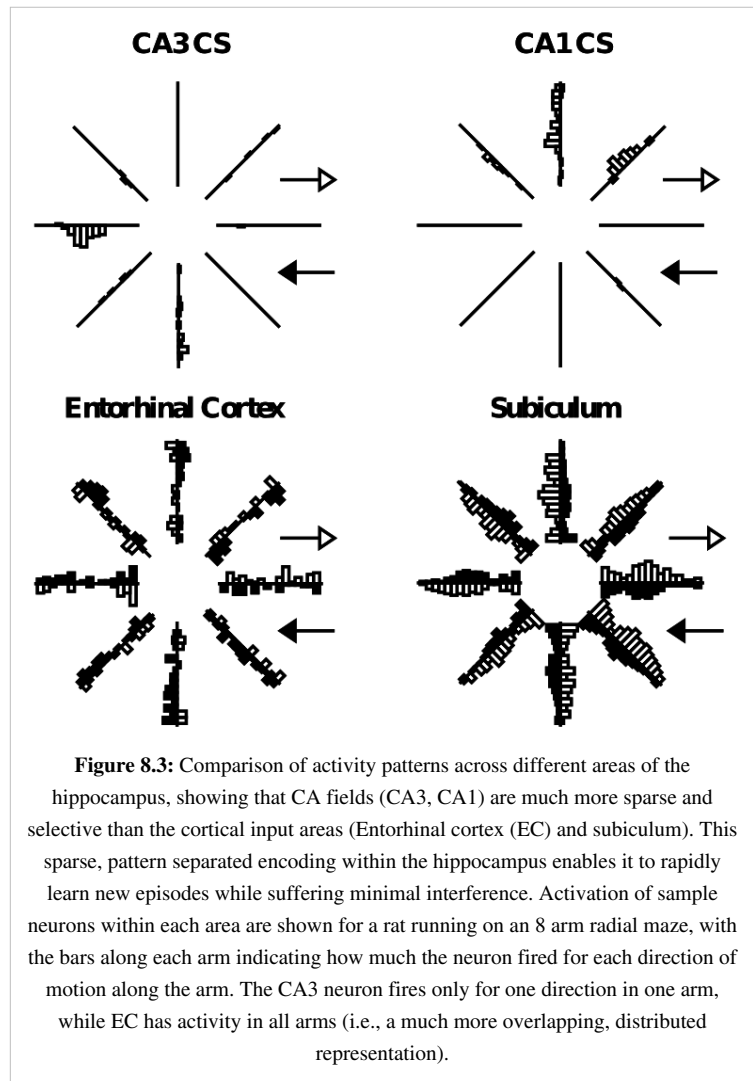 CA3 CS
CA1 CS
Entorhinal Cortex
Subiculum
Figure 8.3: Comparison of activity patterns across different areas of the
hippocampus, showing that CA fields (CA3, CA1) are much more sparse and
selective than the cortical input areas (Entorhinal cortex (EC) and subiculum). This
sparse, pattern separated encoding within the hippocampus enables it to rapidly
learn new episodes while suffering minimal interference. Activation of sample
neurons within each area are shown for a rat running on an 8 arm radial maze, with
the bars along each arm indicating how much the neuron fired for each direction of
motion along the arm. The CA3 neuron fires only for one direction in one arm,
while EC has activity in all arms (i.e., a much more overlapping, distributed
representation).